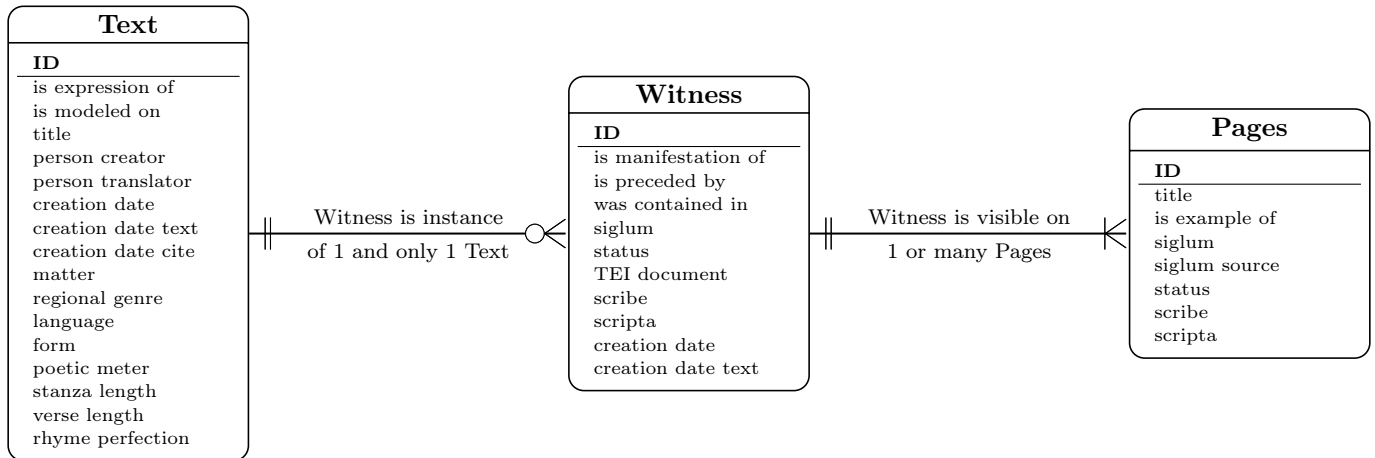 Text
ID
is expression of
is modeled on
title
person creator
person translator
creation date
creation date text
creation date cite
matter
regional genre
language
form
poetic meter
stanza length
verse length
rhyme perfection
Witness is instance
of 1 and only 1 Text
Witness
ID
is manifestation of
is preceded by
was contained in
siglum
status
TEI document
scribe
scripta
creation date
creation date text
Witness is visible on
1 or many Pages
Pages
ID
title
is example of
siglum
siglum source
status
scribe
scripta